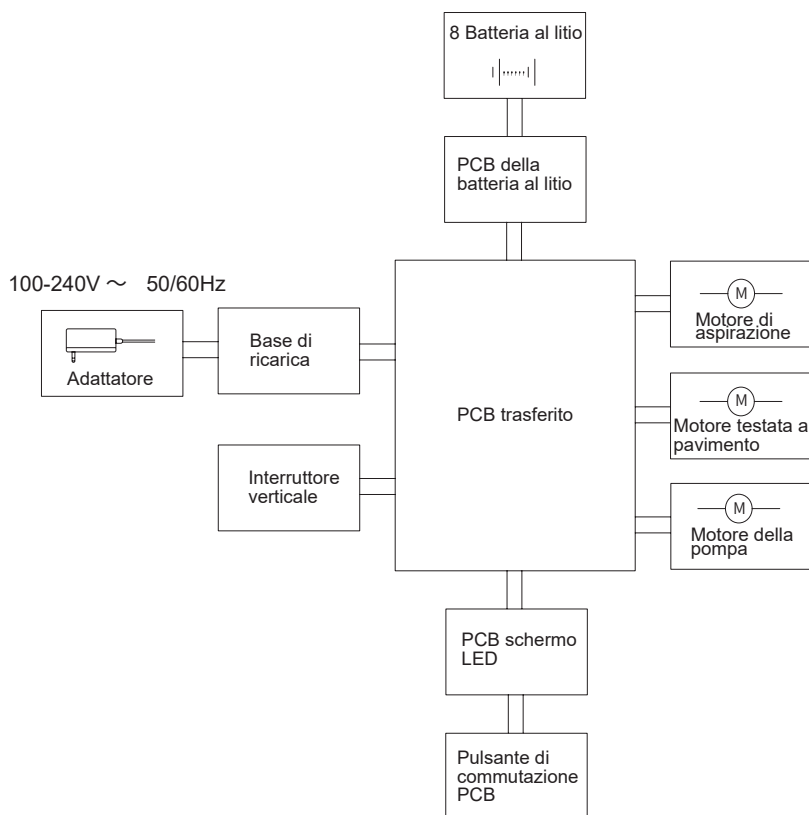 8 Batteria al litio
PCB della
batteria al litio
100-240V ～ 50/60Hz
Adattatore
Base di
ricarica
Interruttore
verticale
PCB trasferito
M
Motore di
aspirazione
M
Motore testata a
pavimento
M
Motore della
pompa
PCB schermo
LED
Pulsante di
commutazione
PCB